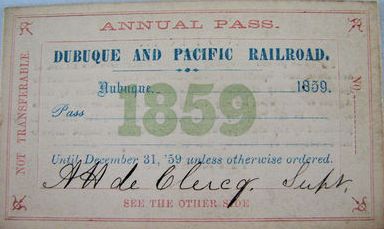 ANNUAL PASS.
DUBUQUE AND PACIFIC RAILROAD.
Dubuque 1859.
Pass
1859
NOT TRANSFERABLE
No.
Until December 31, '59 unless otherwise ordered.
A H de Clercq. Supt.
SEE THE OTHER SIDE